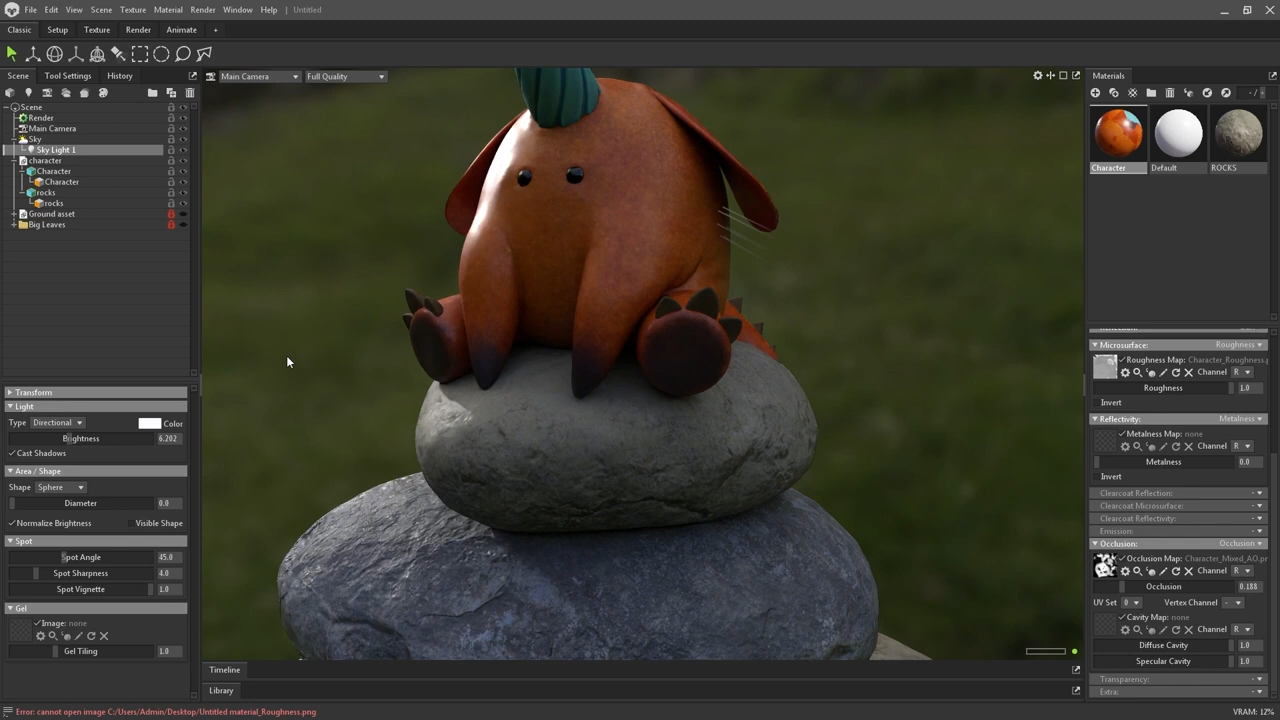 File Edit View Scene Texture Material Render Window Help | Untitled
Classic Setup Texture Render Animate +
Scene Tool Settings History
Main Camera Full Quality
Materials
- /
Scene
Render
Main Camera
Sky
Sky Light 1
character
Character
Character
rocks
rocks
Ground asset
Big Leaves
Character Default ROCKS
Transform
Light
Type Directional Color
Brightness 6.202
Cast Shadows
Area / Shape
Shape Sphere
Diameter 0.0
Normalize Brightness Visible Shape
Spot
Spot Angle 45.0
Spot Sharpness 4.0
Spot Vignette 1.0
Gel
Image: none
Gel Tiling 1.0
Microsurface: Roughness
Roughness Map: Character_Roughness.p
Channel R
Roughness 1.0
Invert
Reflectivity: Metalness
Metalness Map: none
Channel R
Metalness 0.0
Invert
Clearcoat Reflection: -
Clearcoat Microsurface: -
Clearcoat Reflectivity: -
Emission: -
Occlusion: Occlusion
Occlusion Map: Character_Mixed_AO.pr
Channel R
Occlusion 0.188
UV Set 0 Vertex Channel -
Cavity Map: none
Channel R
Diffuse Cavity 1.0
Specular Cavity 1.0
Transparency: -
Extra: -
Timeline
Library
Error: cannot open image C:/Users/Admin/Desktop/Untitled material_Roughness.png
VRAM: 12%